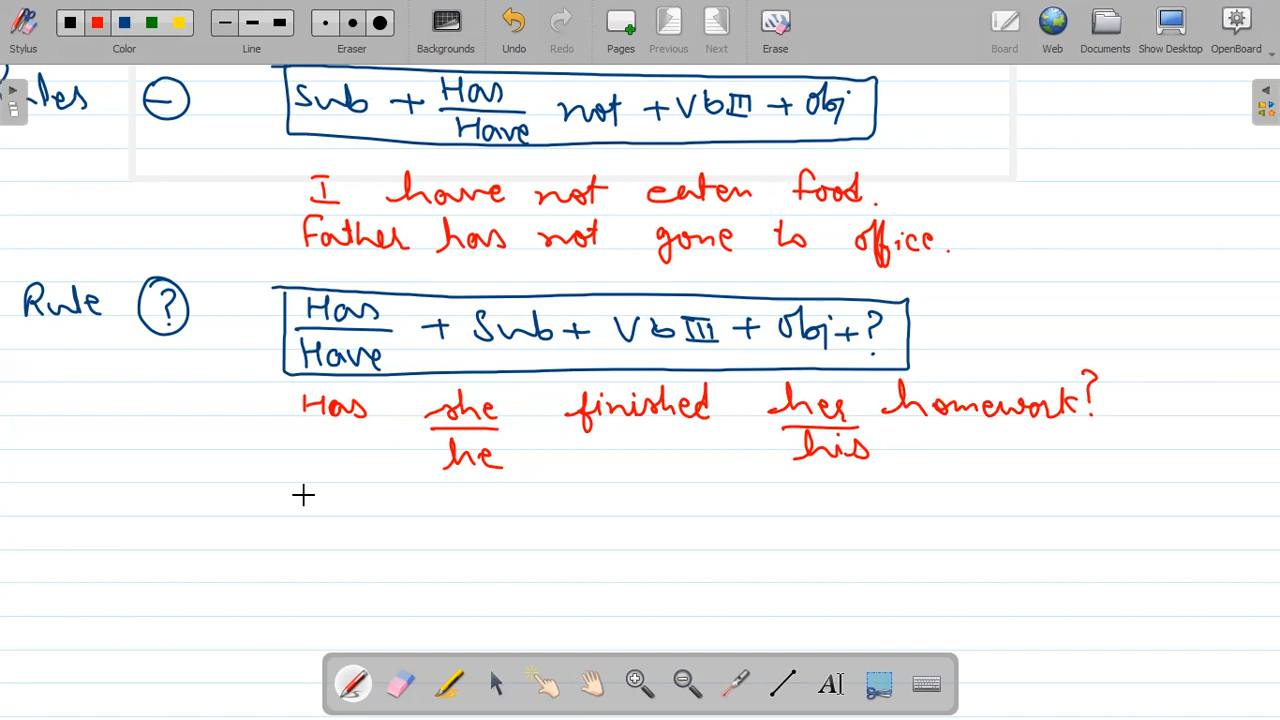 Stylus Color Line Eraser Backgrounds Undo Redo Pages Previous Next Erase Board Web Documents Show Desktop OpenBoard
Sub + Has/Have not + Vb III + Obj
I have not eaten food.
Father has not gone to office.
Rule ? Has/Have + Sub + Vb III + Obj + ?
Has she/he finished her/his homework?